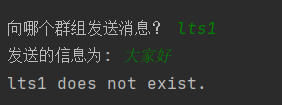 向哪个群组发送消息？ lts1
发送的信息为: 大家好
lts1 does not exist.